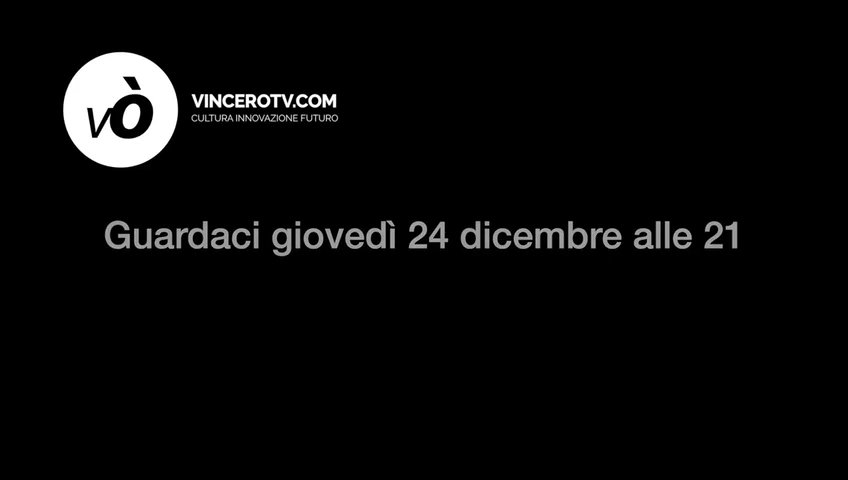 vò
VINCEROTV.COM
CULTURA INNOVAZIONE FUTURO
Guardaci giovedì 24 dicembre alle 21